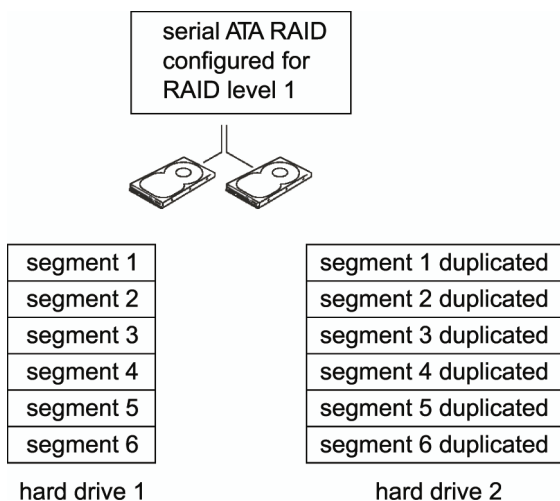 serial ATA RAID
configured for
RAID level 1
segment 1
segment 2
segment 3
segment 4
segment 5
segment 6
hard drive 1
segment 1 duplicated
segment 2 duplicated
segment 3 duplicated
segment 4 duplicated
segment 5 duplicated
segment 6 duplicated
hard drive 2